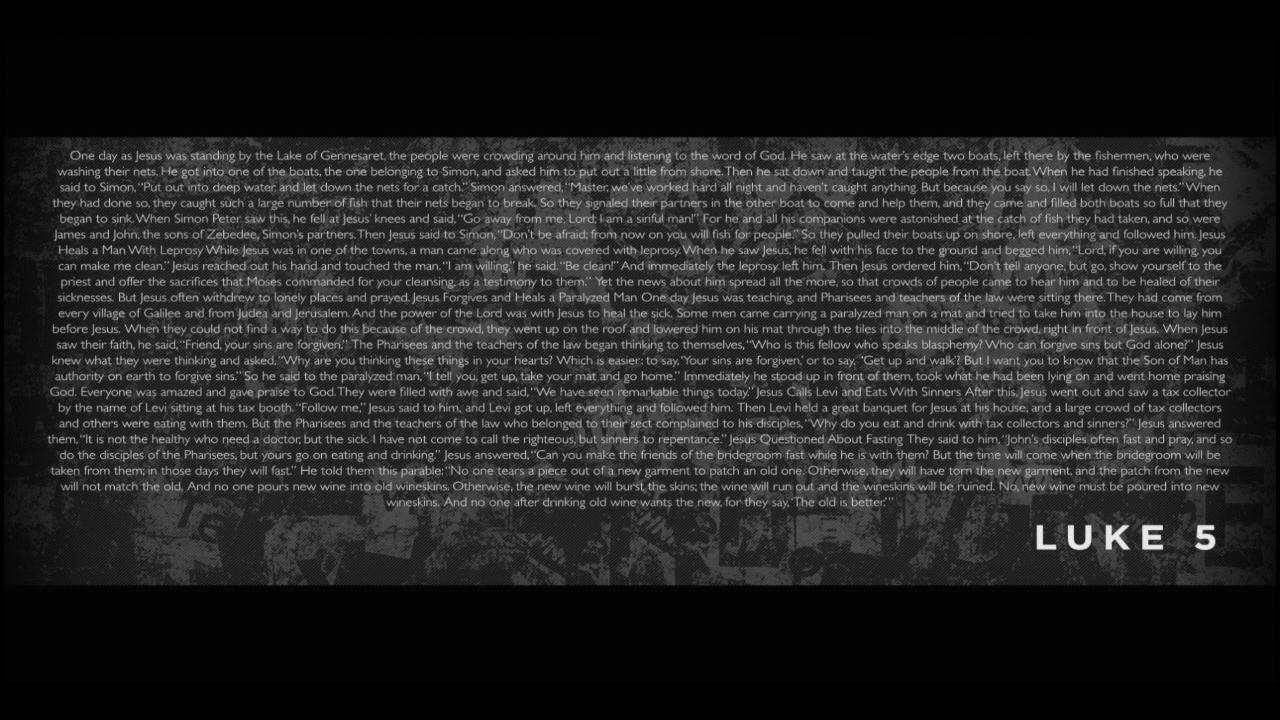 One day as Jesus was standing by the Lake of Gennesaret, the people were crowding around him and listening to the word of God. He saw at the water's edge two boats, left there by the fishermen, who were
washing their nets. He got into one of the boats, the one belonging to Simon, and asked him to put out a little from shore. Then he sat down and taught the people from the boat. When he had finished speaking, he
said to Simon, “Put out into deep water, and let down the nets for a catch.” Simon answered, “Master, we've worked hard all night and haven't caught anything. But because you say so, I will let down the nets.” When
they had done so, they caught such a large number of fish that their nets began to break. So they signaled their partners in the other boat to come and help them, and they came and filled both boats so full that they
began to sink. When Simon Peter saw this, he fell at Jesus' knees and said, “Go away from me, Lord; I am a sinful man!” For he and all his companions were astonished at the catch of fish they had taken, and so were
James and John, the sons of Zebedee, Simon's partners. Then Jesus said to Simon, “Don't be afraid; from now on you will fish for people.” So they pulled their boats up on shore, left everything and followed him. Jesus
Heals a Man With Leprosy While Jesus was in one of the towns, a man came along who was covered with leprosy. When he saw Jesus, he fell with his face to the ground and begged him, “Lord, if you are willing, you
can make me clean.” Jesus reached out his hand and touched the man. “I am willing,” he said. “Be clean!” And immediately the leprosy left him. Then Jesus ordered him, “Don't tell anyone, but go, show yourself to the
priest and offer the sacrifices that Moses commanded for your cleansing, as a testimony to them.” Yet the news about him spread all the more, so that crowds of people came to hear him and to be healed of their
sicknesses. But Jesus often withdrew to lonely places and prayed. Jesus Forgives and Heals a Paralyzed Man One day Jesus was teaching, and Pharisees and teachers of the law were sitting there. They had come from
every village of Galilee and from Judea and Jerusalem. And the power of the Lord was with Jesus to heal the sick. Some men came carrying a paralyzed man on a mat and tried to take him into the house to lay him
before Jesus. When they could not find a way to do this because of the crowd, they went up on the roof and lowered him on his mat through the tiles into the middle of the crowd, right in front of Jesus. When Jesus
saw their faith, he said, “Friend, your sins are forgiven.” The Pharisees and the teachers of the law began thinking to themselves, “Who is this fellow who speaks blasphemy? Who can forgive sins but God alone?” Jesus
knew what they were thinking and asked, “Why are you thinking these things in your hearts? Which is easier: to say, ‘Your sins are forgiven,’ or to say, ‘Get up and walk’? But I want you to know that the Son of Man has
authority on earth to forgive sins.” So he said to the paralyzed man, “I tell you, get up, take your mat and go home.” Immediately he stood up in front of them, took what he had been lying on and went home praising
God. Everyone was amazed and gave praise to God. They were filled with awe and said, “We have seen remarkable things today.” Jesus Calls Levi and Eats With Sinners After this, Jesus went out and saw a tax collector
by the name of Levi sitting at his tax booth. “Follow me,” Jesus said to him, and Levi got up, left everything and followed him. Then Levi held a great banquet for Jesus at his house, and a large crowd of tax collectors
and others were eating with them. But the Pharisees and the teachers of the law who belonged to their sect complained to his disciples, “Why do you eat and drink with tax collectors and sinners?” Jesus answered
them, “It is not the healthy who need a doctor, but the sick. I have not come to call the righteous, but sinners to repentance.” Jesus Questioned About Fasting They said to him, “John's disciples often fast and pray, and so
do the disciples of the Pharisees, but yours go on eating and drinking.” Jesus answered, “Can you make the friends of the bridegroom fast while he is with them? But the time will come when the bridegroom will be
taken from them; in those days they will fast.” He told them this parable: “No one tears a piece out of a new garment to patch an old one. Otherwise, they will have torn the new garment, and the patch from the new
will not match the old. And no one pours new wine into old wineskins. Otherwise, the new wine will burst the skins; the wine will run out and the wineskins will be ruined. No, new wine must be poured into new
wineskins. And no one after drinking old wine wants the new, for they say, ‘The old is better.’”
LUKE 5